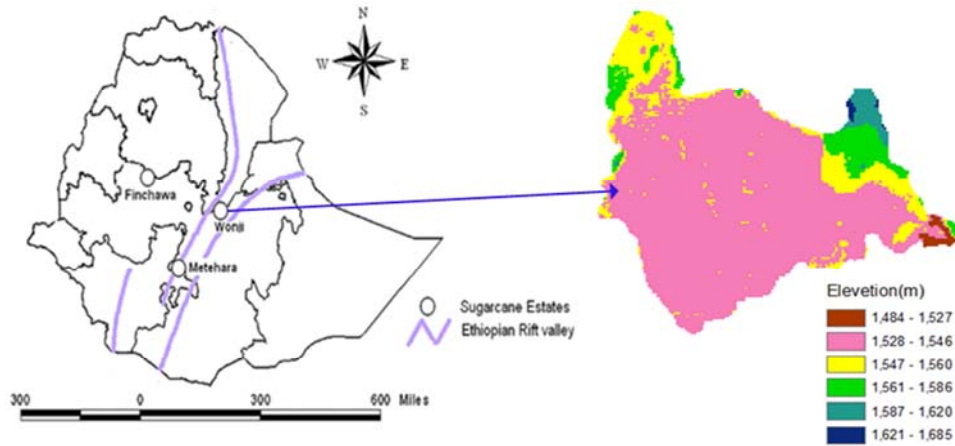 N
W E
S
Finchawa
Wonji
Metehara
Sugarcane Estates
Ethiopian Rift valley
300 0 300 600 Miles
Elevetion(m)
1,484 - 1,527
1,528 - 1,546
1,547 - 1,560
1,561 - 1,586
1,587 - 1,620
1,621 - 1,685